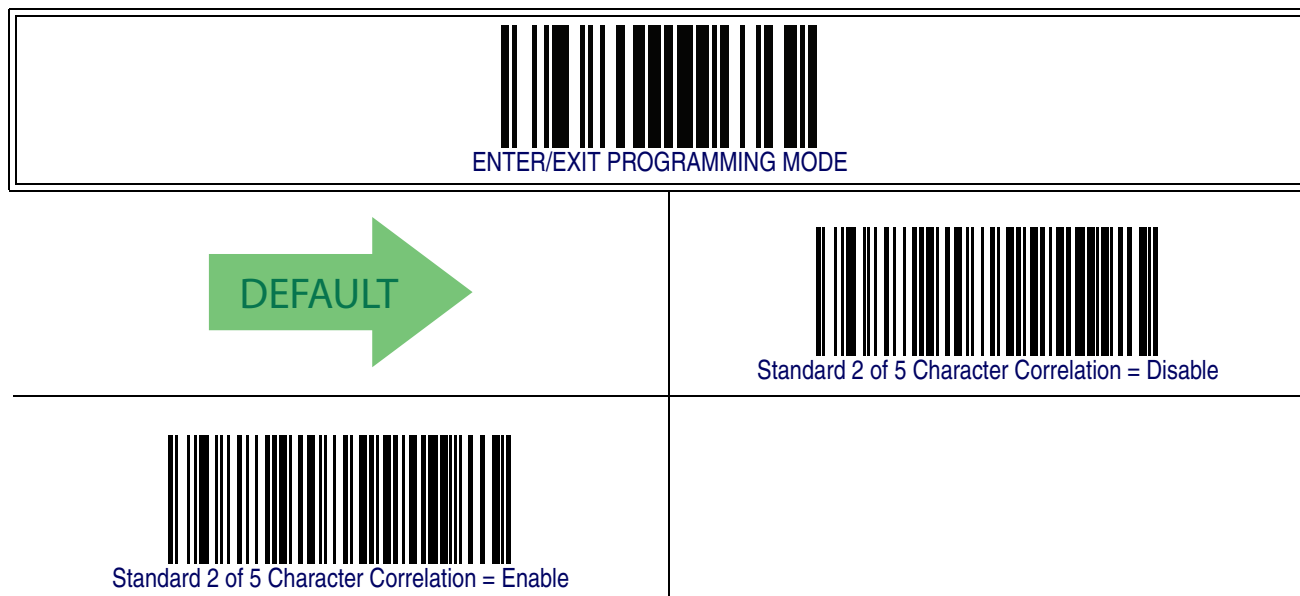 ENTER/EXIT PROGRAMMING MODE
DEFAULT
Standard 2 of 5 Character Correlation = Disable
Standard 2 of 5 Character Correlation = Enable